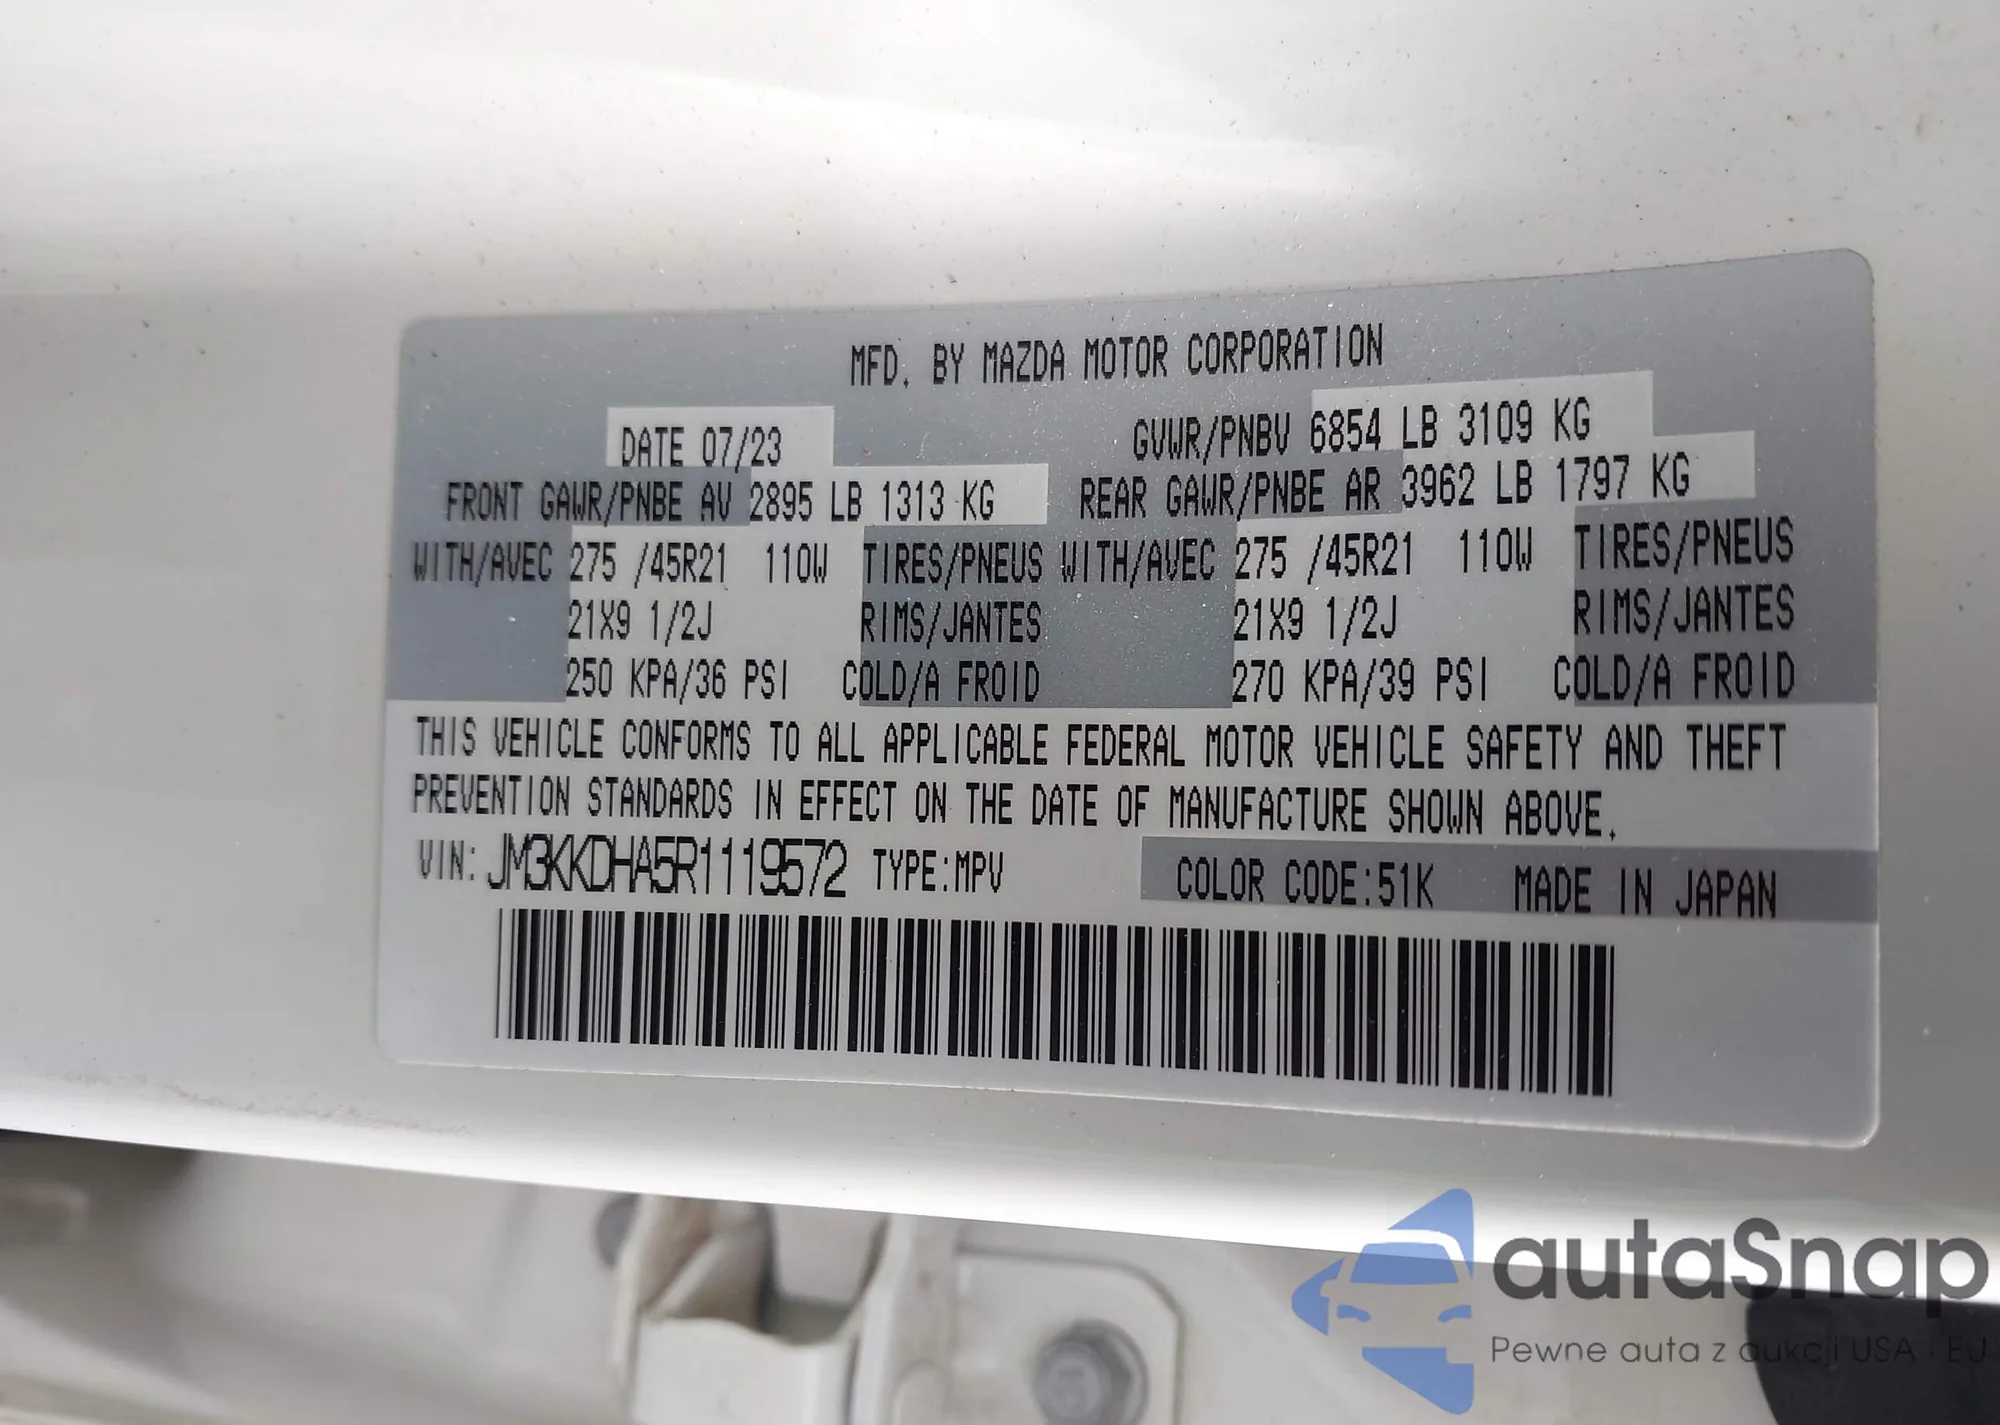 MFD. BY MAZDA MOTOR CORPORATION
DATE 07/23 GVWR/PNBV 6854 LB 3109 KG
FRONT GAWR/PNBE AV 2895 LB 1313 KG REAR GAWR/PNBE AR 3962 LB 1797 KG
WITH/AVEC 275 /45R21 110W TIRES/PNEUS WITH/AVEC 275 /45R21 110W TIRES/PNEUS
21X9 1/2J RIMS/JANTES 21X9 1/2J RIMS/JANTES
250 KPA/36 PSI COLD/A FROID 270 KPA/39 PSI COLD/A FROID
THIS VEHICLE CONFORMS TO ALL APPLICABLE FEDERAL MOTOR VEHICLE SAFETY AND THEFT
PREVENTION STANDARDS IN EFFECT ON THE DATE OF MANUFACTURE SHOWN ABOVE.
VIN: JM3KKDHA5R1119572 TYPE:MPV COLOR CODE:51K MADE IN JAPAN
autaSnap
Pewne auta z aukcji USA i EU